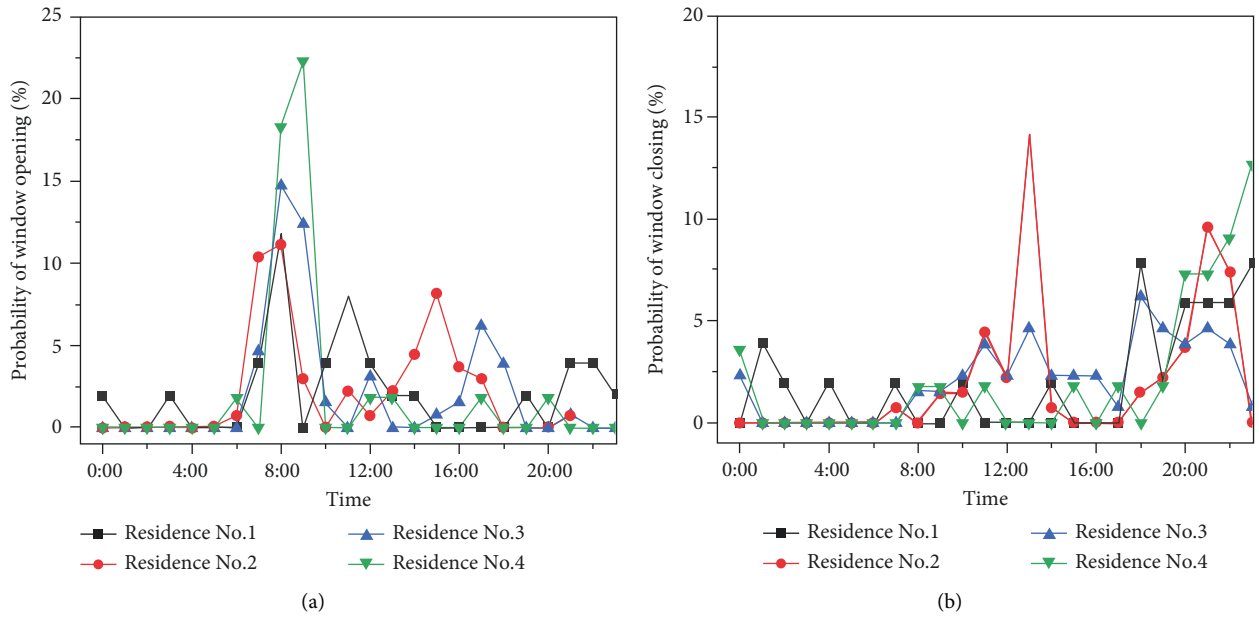 25
20
15
10
5
0
Probability of window opening (%)
0:00 4:00 8:00 12:00 16:00 20:00
Time
Residence No.1
Residence No.2
Residence No.3
Residence No.4
(a)
20
15
10
5
0
Probability of window closing (%)
0:00 4:00 8:00 12:00 16:00 20:00
Time
Residence No.1
Residence No.2
Residence No.3
Residence No.4
(b)